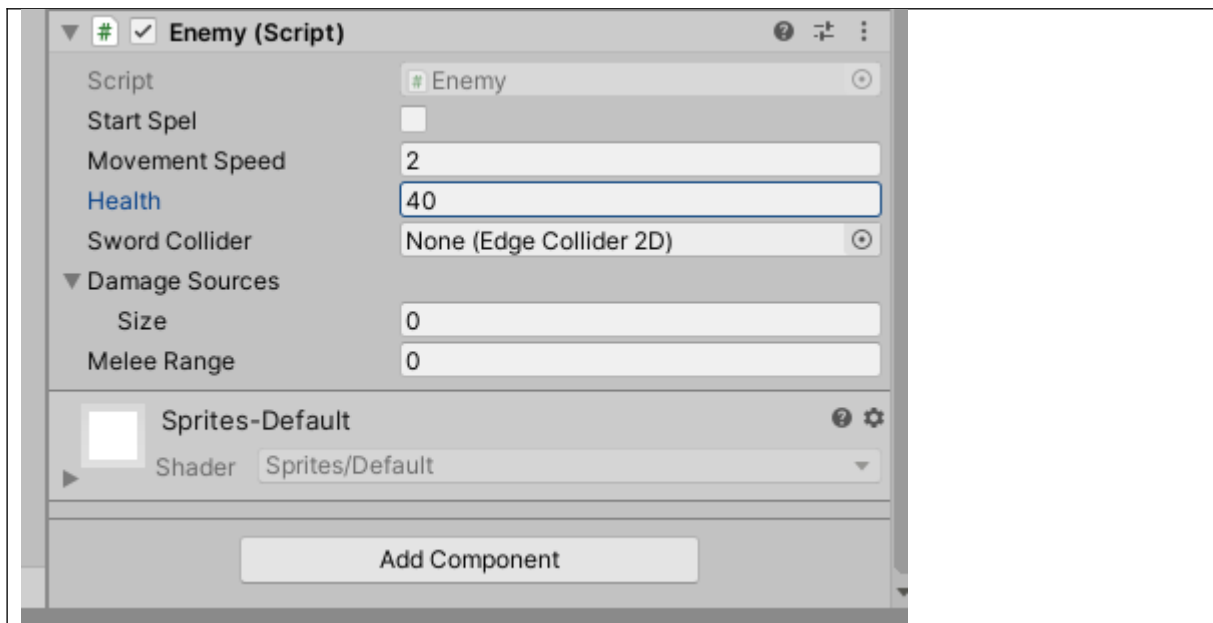 Enemy (Script)
Script Enemy
Start Spel
Movement Speed 2
Health 40
Sword Collider None (Edge Collider 2D)
Damage Sources
Size 0
Melee Range 0
Sprites-Default
Shader Sprites/Default
Add Component